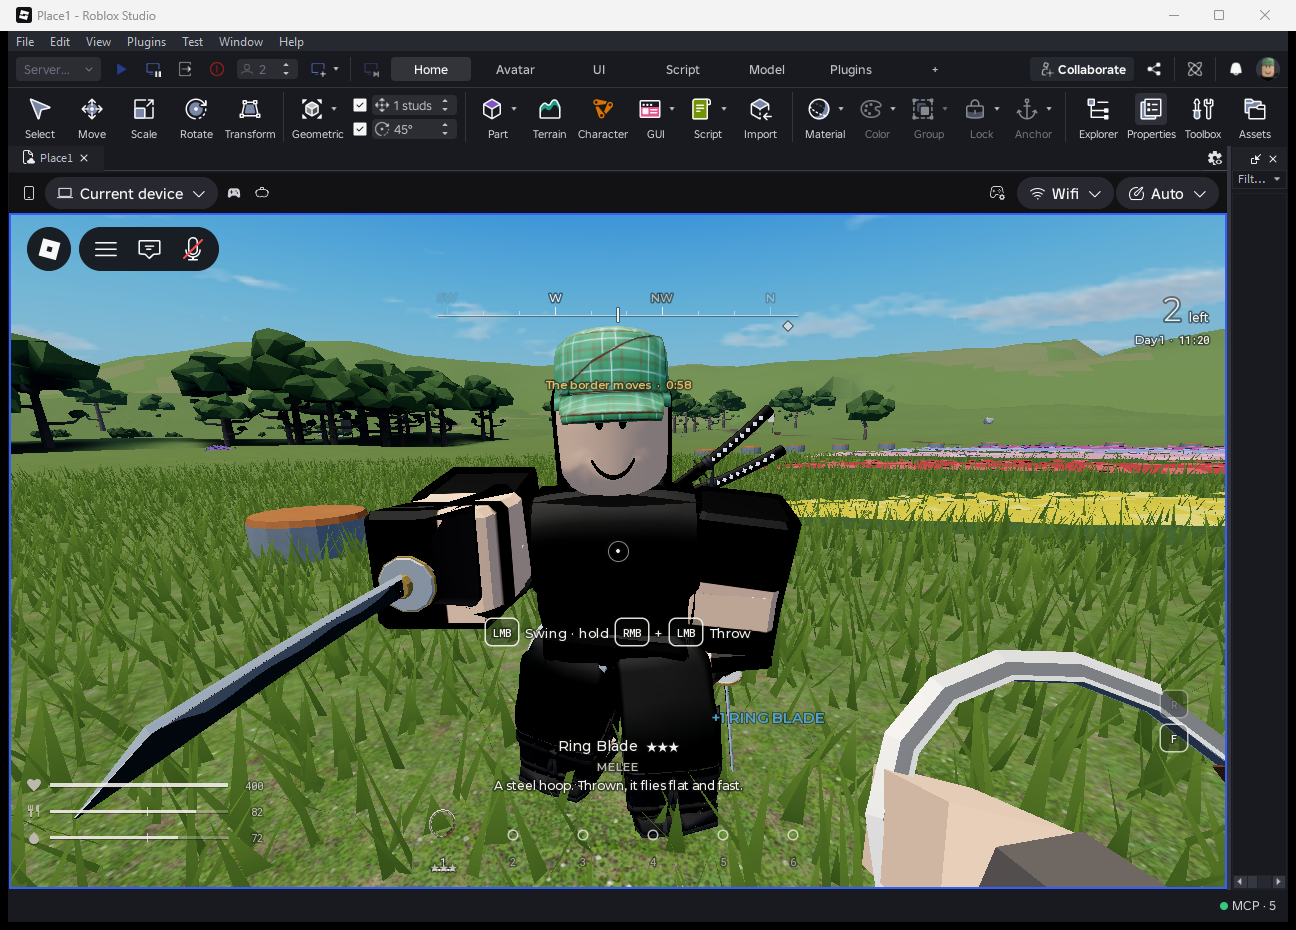 Place1 - Roblox Studio
File Edit View Plugins Test Window Help
Server... 2 Home Avatar UI Script Model Plugins + Collaborate
1 studs
45°
Select Move Scale Rotate Transform Geometric Part Terrain Character GUI Script Import Material Color Group Lock Anchor Explorer Properties Toolbox Assets
Place1
Filt...
Current device Wifi Auto
SW W NW N
2 left
Day 1 · 11:20
The border moves · 0:58
LMB Swing · hold RMB + LMB Throw
R
+1 RING BLADE
F
Ring Blade ★★★
MELEE
A steel hoop. Thrown, it flies flat and fast.
400
82
72
1 2 3 4 5 6
★★★
MCP · 5